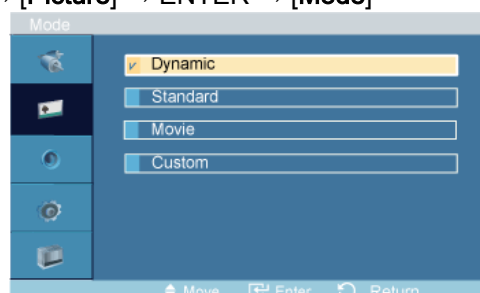 → [Picture] → ENTER → [Mode]
Mode
Dynamic
Standard
Movie
Custom
Move Enter Return